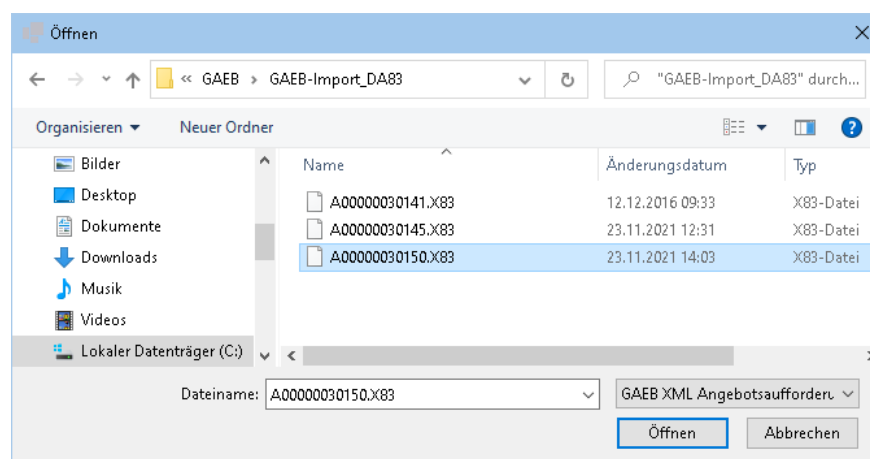 Öffnen
« GAEB > GAEB-Import_DA83
"GAEB-Import_DA83" durch...
Organisieren Neuer Ordner
Name Änderungsdatum Typ
Bilder
Desktop
Dokumente
Downloads
Musik
Videos
Lokaler Datenträger (C:)
A00000030141.X83 12.12.2016 09:33 X83-Datei
A00000030145.X83 23.11.2021 12:31 X83-Datei
A00000030150.X83 23.11.2021 14:03 X83-Datei
Dateiname: A00000030150.X83
GAEB XML Angebotsaufforderu
Öffnen Abbrechen